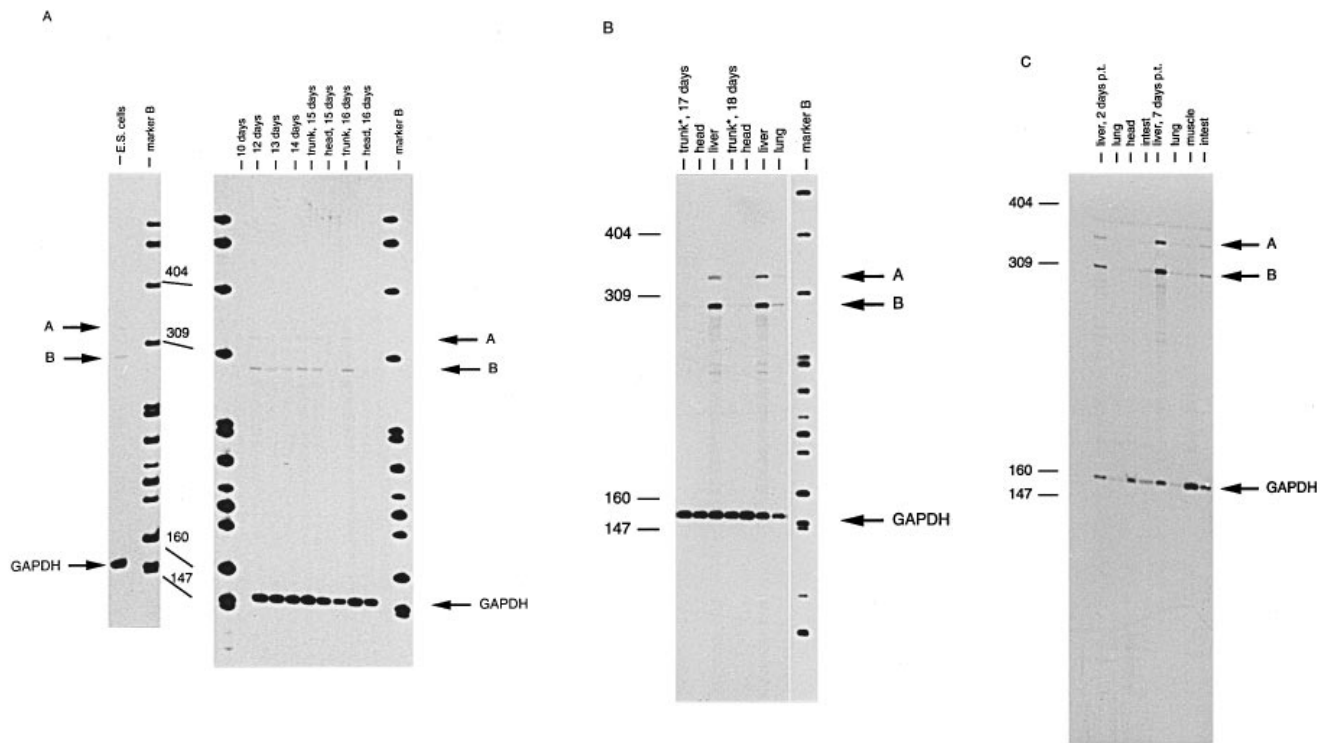 A
E.S. cells
marker B
404
309
A
B
160
147
GAPDH
10 days
12 days
13 days
14 days
trunk, 15 days
head, 15 days
trunk, 16 days
head, 16 days
marker B
A
B
GAPDH
B
trunk*, 17 days
head
liver
trunk*, 18 days
head
liver
lung
marker B
404
309
160
147
A
B
GAPDH
C
liver, 2 days p.t.
lung
head
intest
liver, 7 days p.t.
lung
muscle
intest
404
309
160
147
A
B
GAPDH